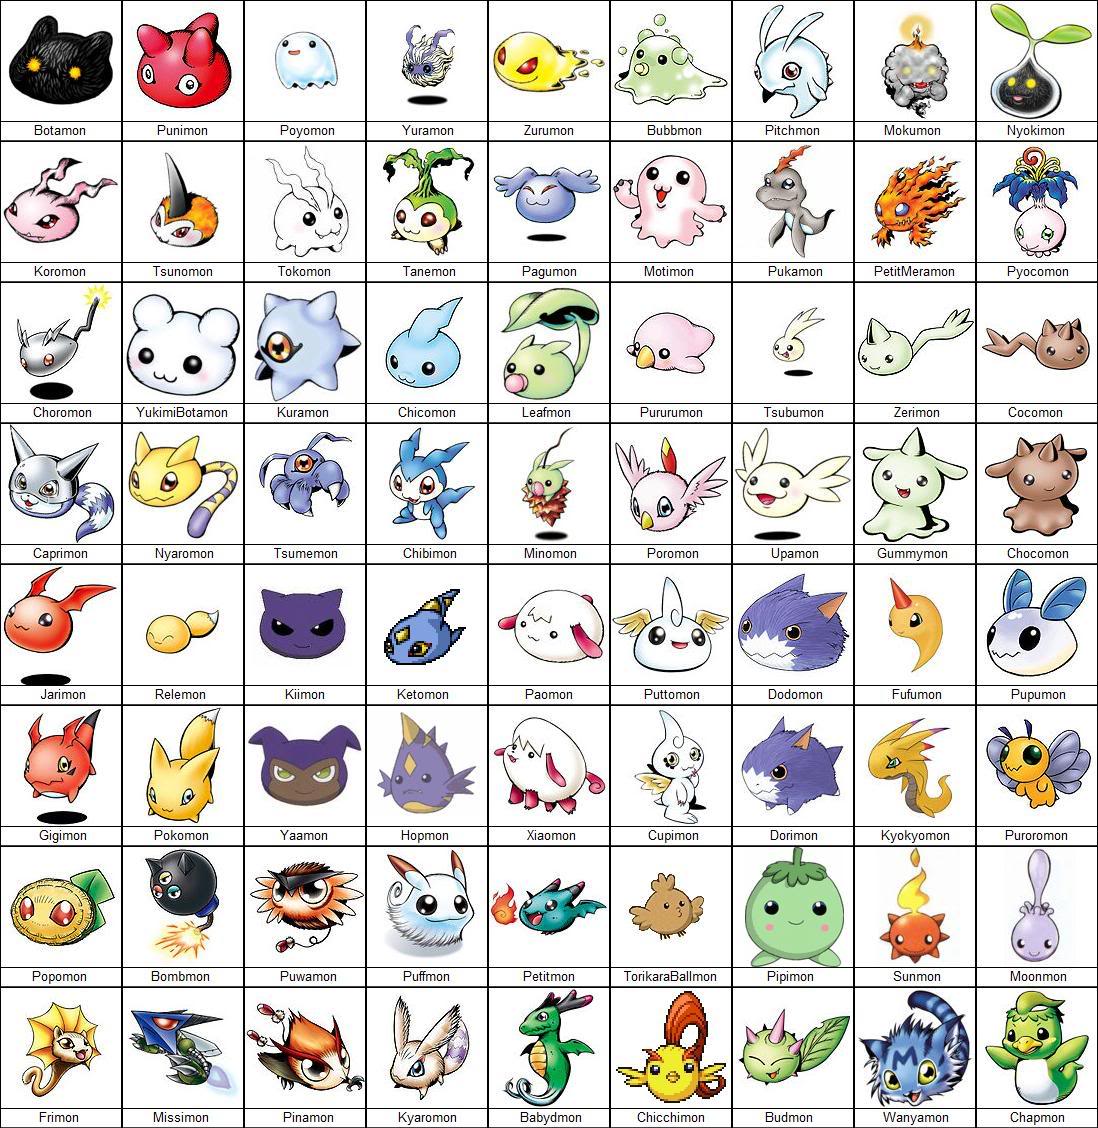 Botamon Punimon Poyomon Yuramon Zurumon Bubbmon Pitchmon Mokumon Nyokimon
Koromon Tsunomon Tokomon Tanemon Pagumon Motimon Pukamon PetitMeramon Pyocomon
Choromon YukimiBotamon Kuramon Chicomon Leafmon Pururumon Tsubumon Zerimon Cocomon
Caprimon Nyaromon Tsumemon Chibimon Minomon Poromon Upamon Gummymon Chocomon
Jarimon Relemon Kiimon Ketomon Paomon Puttomon Dodomon Fufumon Pupumon
Gigimon Pokomon Yaamon Hopmon Xiaomon Cupimon Dorimon Kyokyomon Puroromon
Popomon Bombmon Puwamon Puffmon Petitmon TorikaraBallmon Pipimon Sunmon Moonmon
Frimon Missimon Pinamon Kyaromon Babydmon Chicchimon Budmon Wanyamon Chapmon